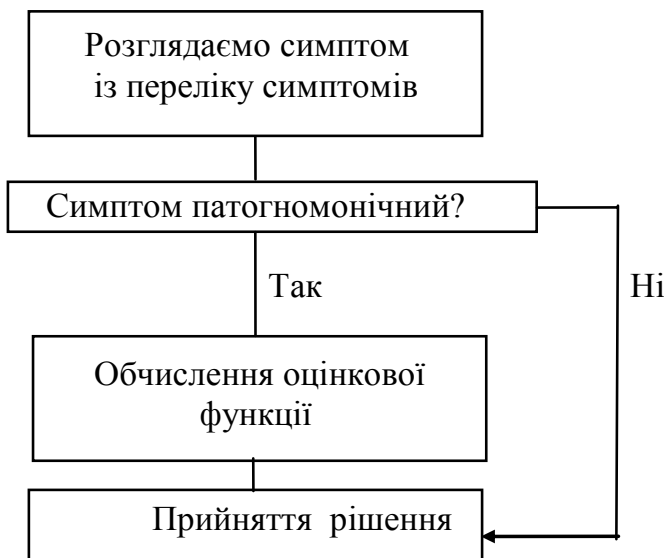 Розглядаємо симптом
із переліку симптомів
Симптом патогномонічний?
Так
Ні
Обчислення оцінкової
функції
Прийняття рішення